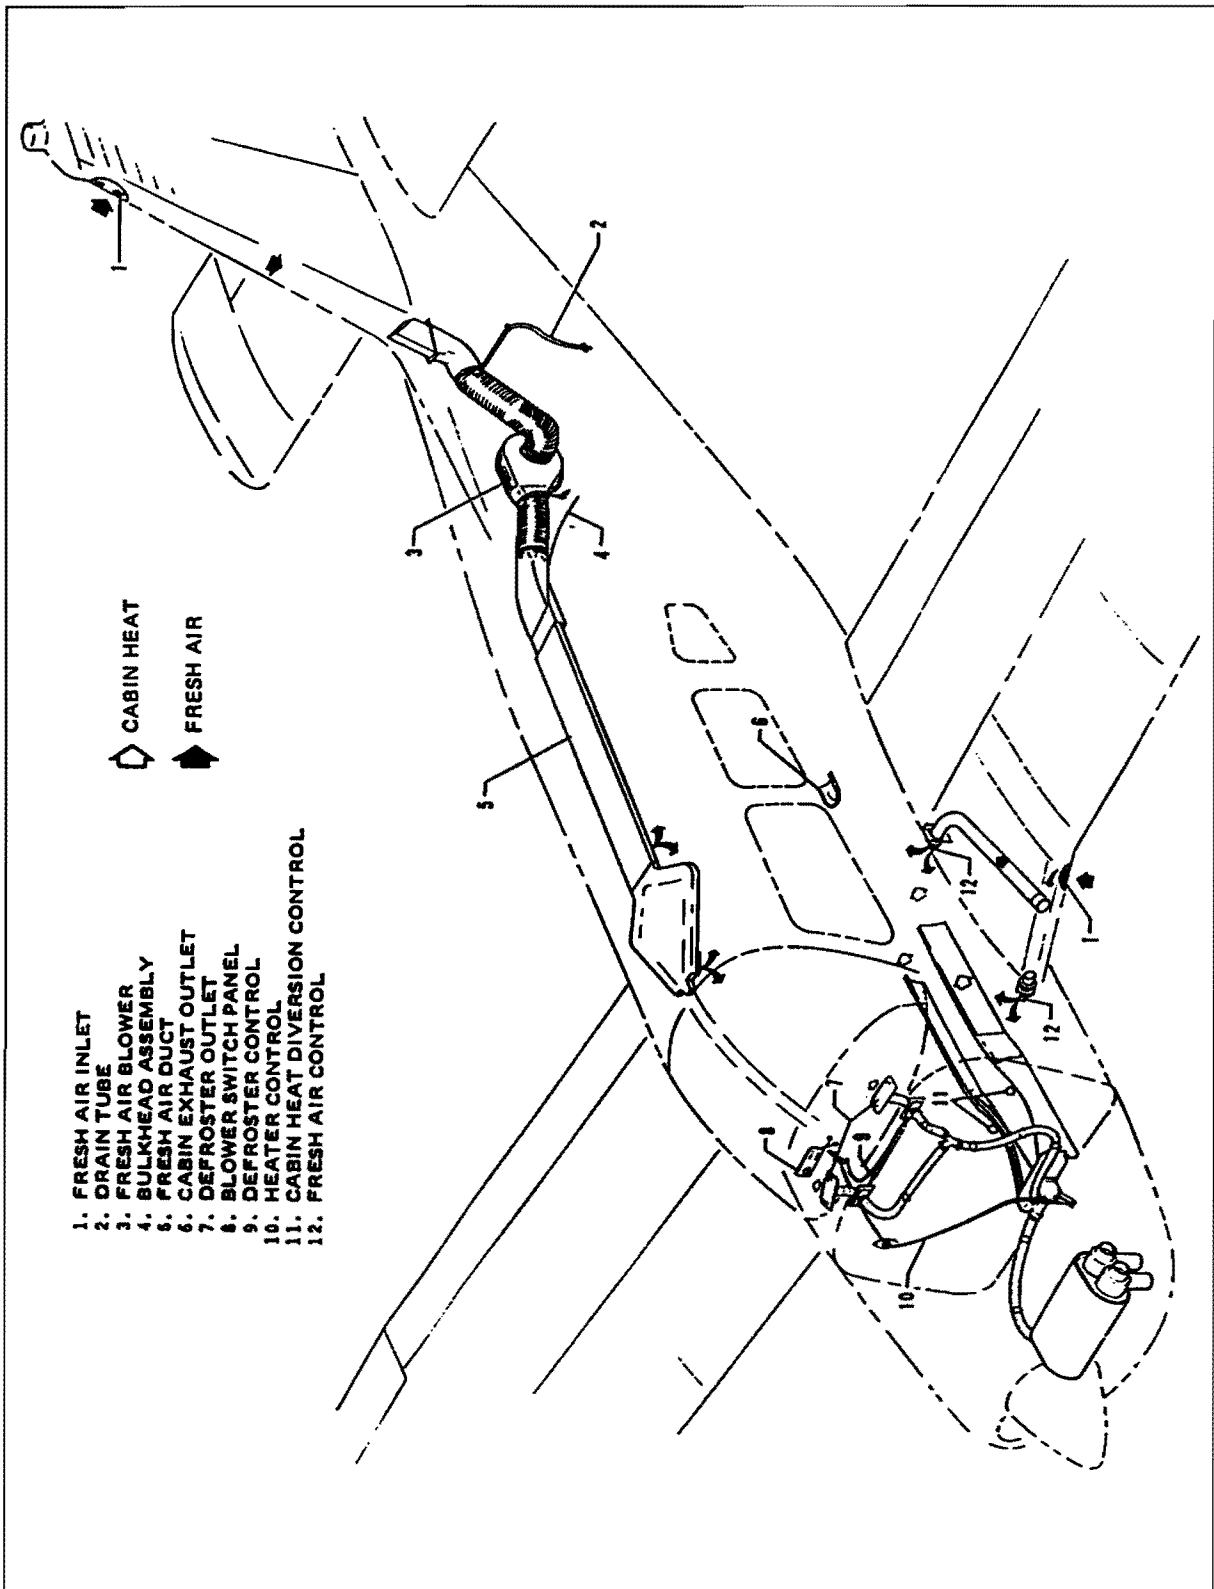 1. FRESH AIR INLET
2. DRAIN TUBE
3. FRESH AIR BLOWER
4. BULKHEAD ASSEMBLY
5. FRESH AIR DUCT
6. CABIN EXHAUST OUTLET
7. DEFROSTER OUTLET
8. BLOWER SWITCH PANEL
9. DEFROSTER CONTROL
10. HEATER CONTROL
11. CABIN HEAT DIVERSION CONTROL
12. FRESH AIR CONTROL
CABIN HEAT
FRESH AIR
1
2
3
4
5
6
7
8
9
10
11
12
12
1